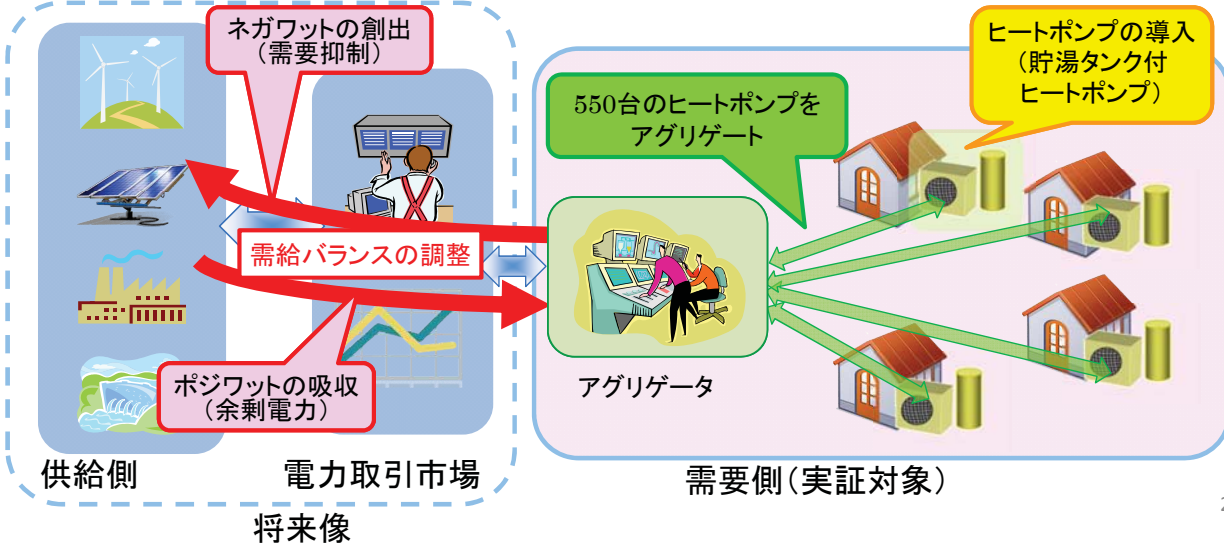 ネガワットの創出
(需要抑制)
ヒートポンプの導入
(貯湯タンク付
ヒートポンプ)
550台のヒートポンプを
アグリゲート
需給バランスの調整
ポジワットの吸収
(余剰電力)
アグリゲータ
供給側
電力取引市場
需要側(実証対象)
将来像
2